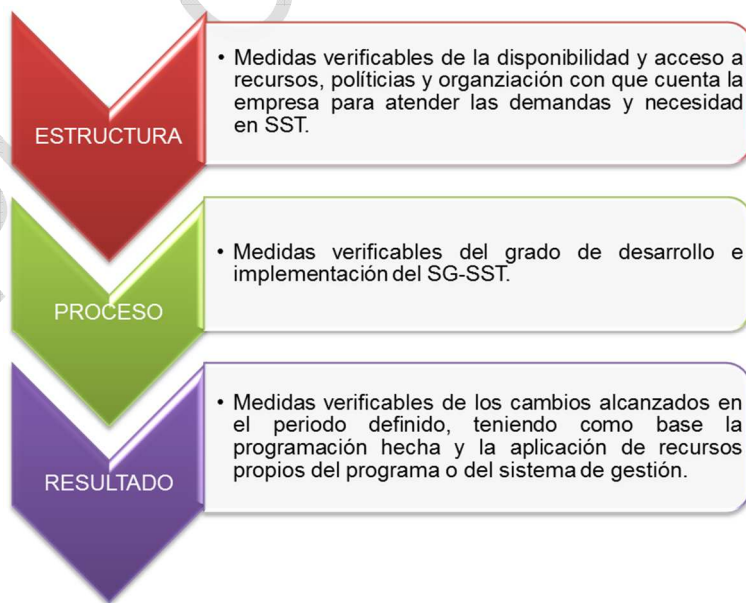 ESTRUCTURA
• Medidas verificables de la disponibilidad y acceso a
recursos, políticias y organziación con que cuenta la
empresa para atender las demandas y necesidad
en SST.
PROCESO
• Medidas verificables del grado de desarrollo e
implementación del SG-SST.
RESULTADO
• Medidas verificables de los cambios alcanzados en
el periodo definido, teniendo como base la
programación hecha y la aplicación de recursos
propios del programa o del sistema de gestión.